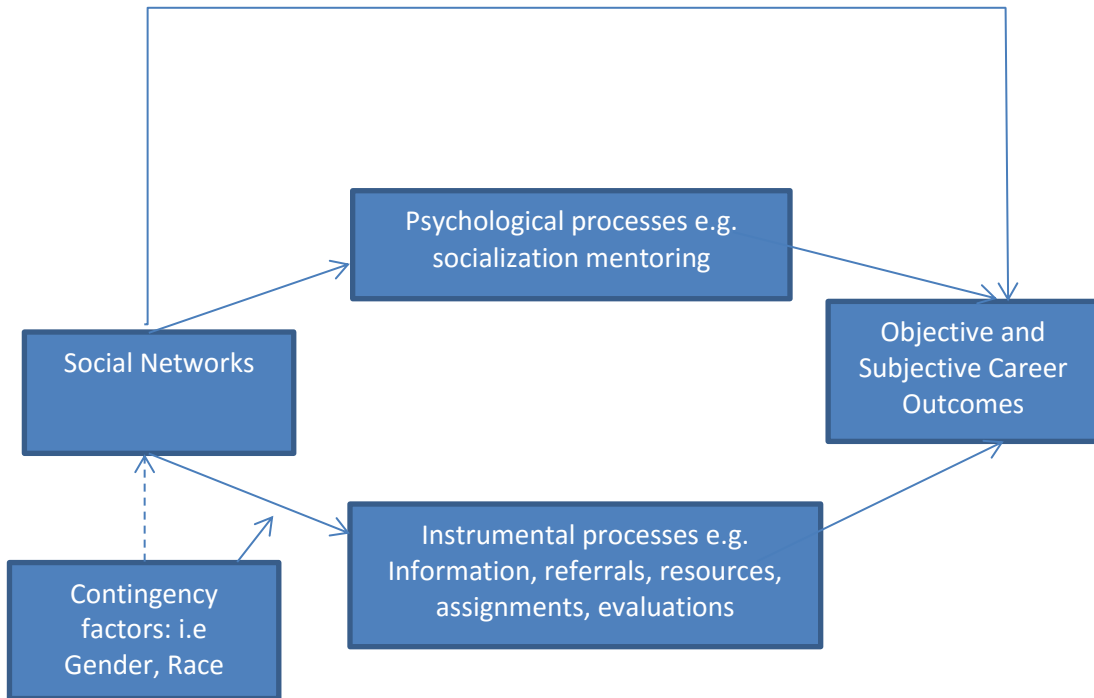 Psychological processes e.g.
socialization mentoring
Social Networks
Objective and
Subjective Career
Outcomes
Instrumental processes e.g.
Information, referrals, resources,
assignments, evaluations
Contingency
factors: i.e
Gender, Race